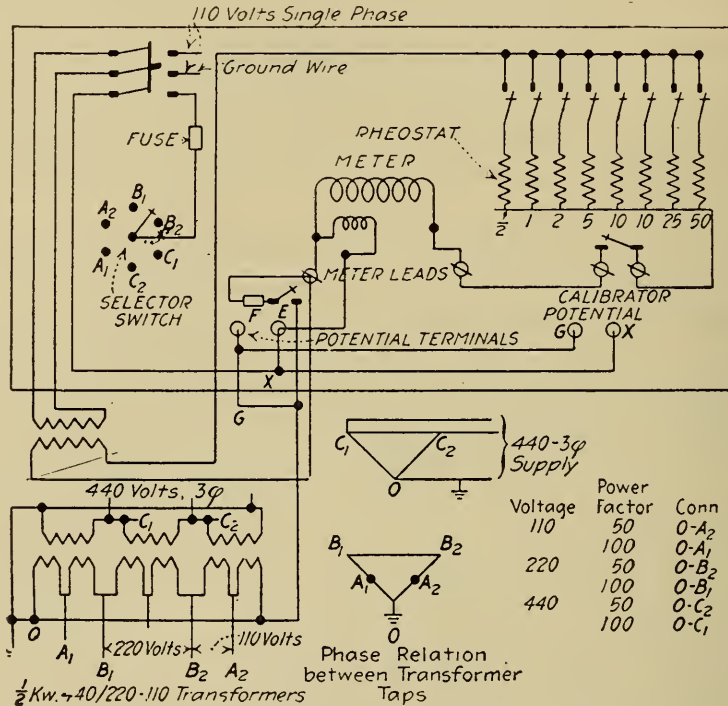 110 Volts Single Phase
Ground Wire
FUSE
RHEOSTAT
METER
B1
A2
B2
A1
C1
C2
SELECTOR
SWITCH
1/2 1 2 5 10 10 25 50
METER LEADS
CALIBRATOR
POTENTIAL
F
E
G
X
POTENTIAL TERMINALS
X
G
C1
C2
O
440-3φ
Supply
440 Volts, 3φ
C1
C2
Power
Voltage Factor Conn
110 50 O-A2
100 O-A1
220 50 O-B2
100 O-B1
440 50 O-C2
100 O-C1
B1
B2
A1
A2
O
O
A1
220 Volts
110 Volts
B1
B2
A2
Phase Relation
between Transformer
Taps
1/2 Kw. 440/220-110 Transformers